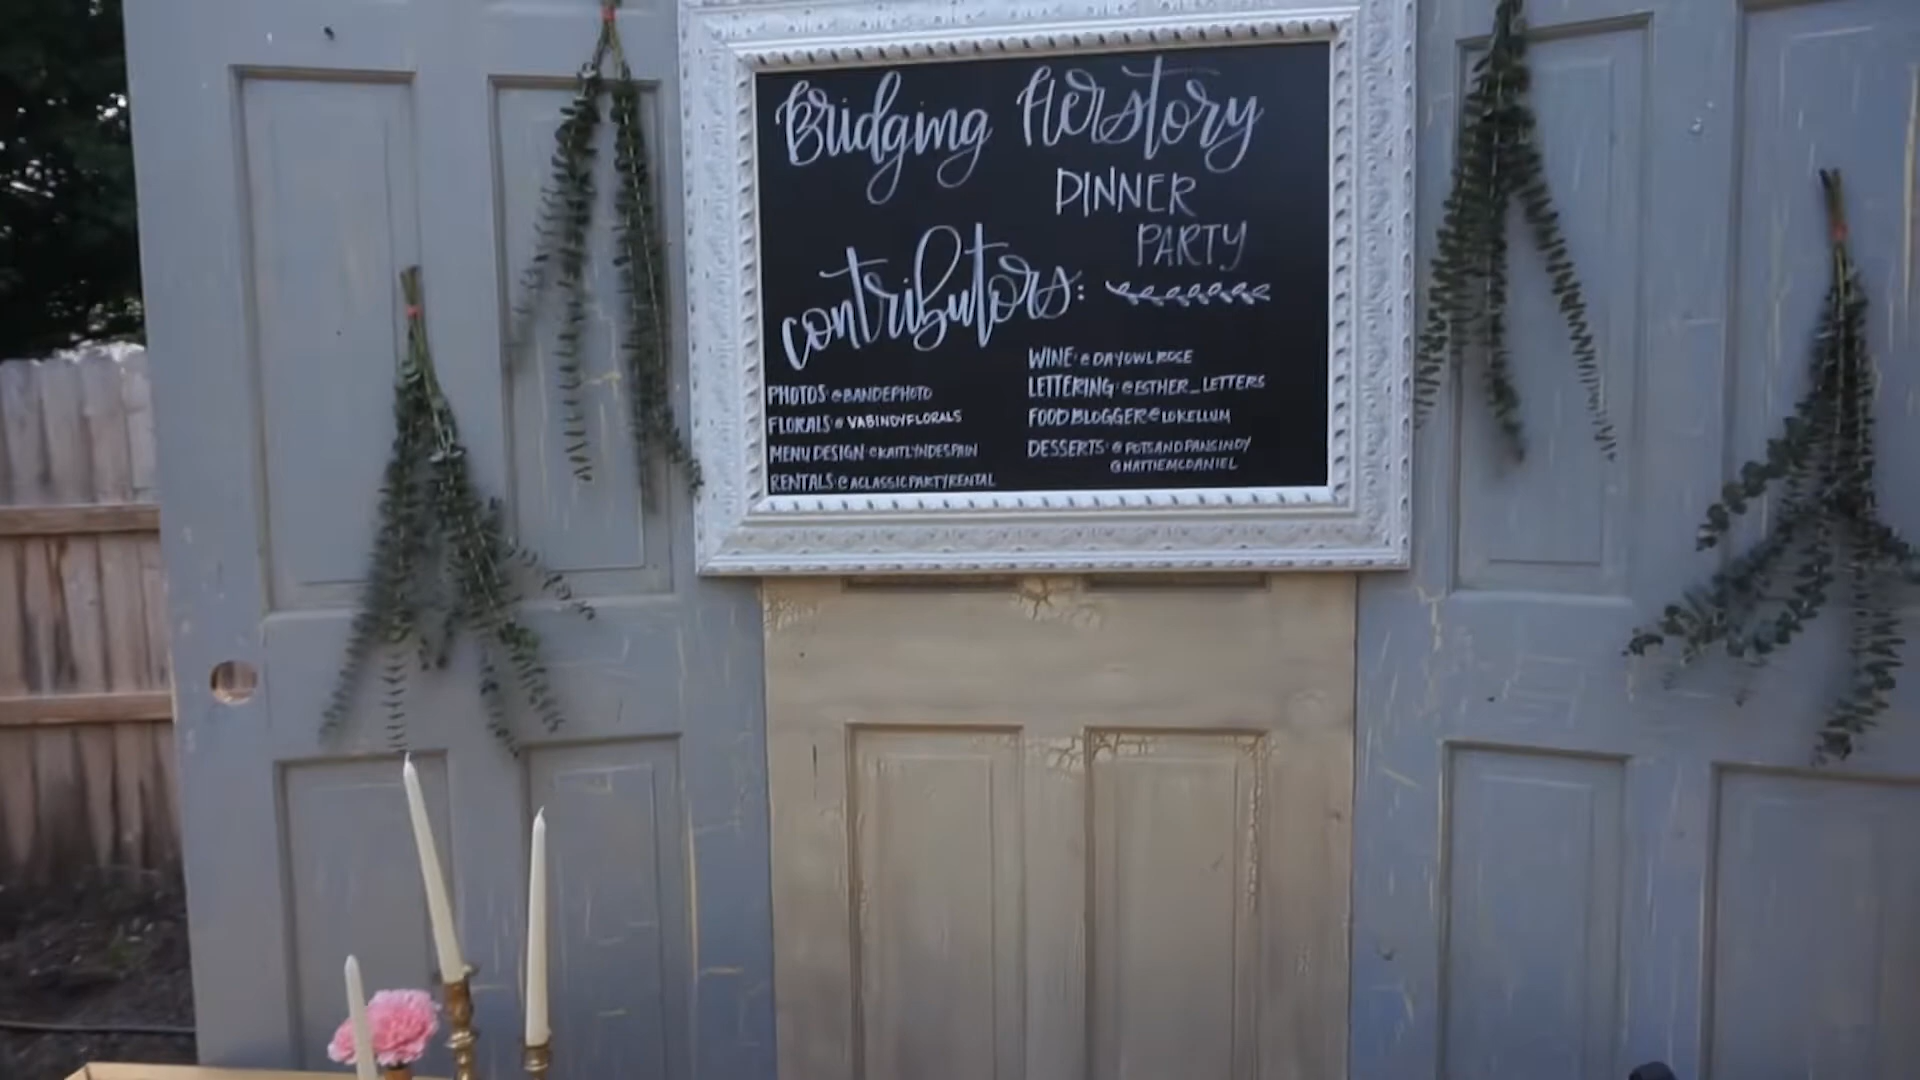 Bridging Herstory
DINNER
PARTY
contributors:
PHOTOS: @BANDEPHOTO
FLORALS: @VABINDYFLORALS
MENU DESIGN: @KAITLYNDESPAIN
RENTALS: @ACLASSICPARTYRENTAL
WINE: @DAYOWLROSE
LETTERING: @ESTHER_LETTERS
FOOD BLOGGER @LOKELLUM
DESSERTS: @POTSANDPANSINDY
@HATTIEMCDANIEL